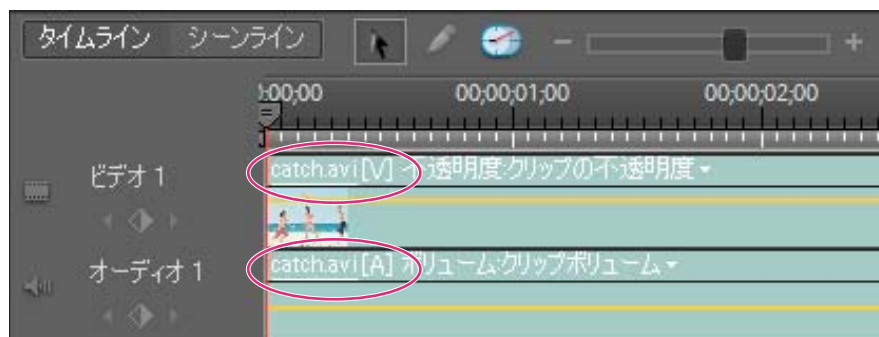 タイムライン シーンライン
00;00 00;00;01;00 00;00;02;00
ビデオ 1
catch.avi[V] 不透明度:クリップの不透明度
オーディオ 1
catch.avi[A] ボリューム:クリップボリューム